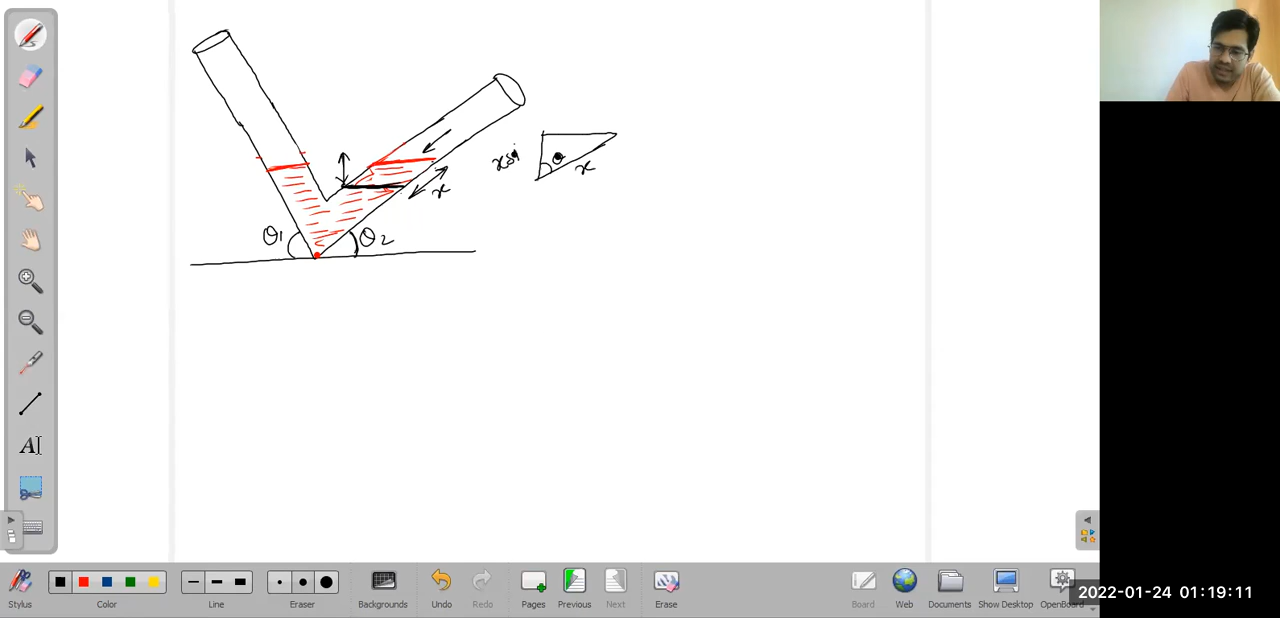 θ1
θ2
x
x
θ
A
Stylus
Color
Line
Eraser
Backgrounds
Undo
Redo
Pages
Previous
Next
Erase
Board
Web
Documents
Show Desktop
OpenBoard
2022-01-24 01:19:11